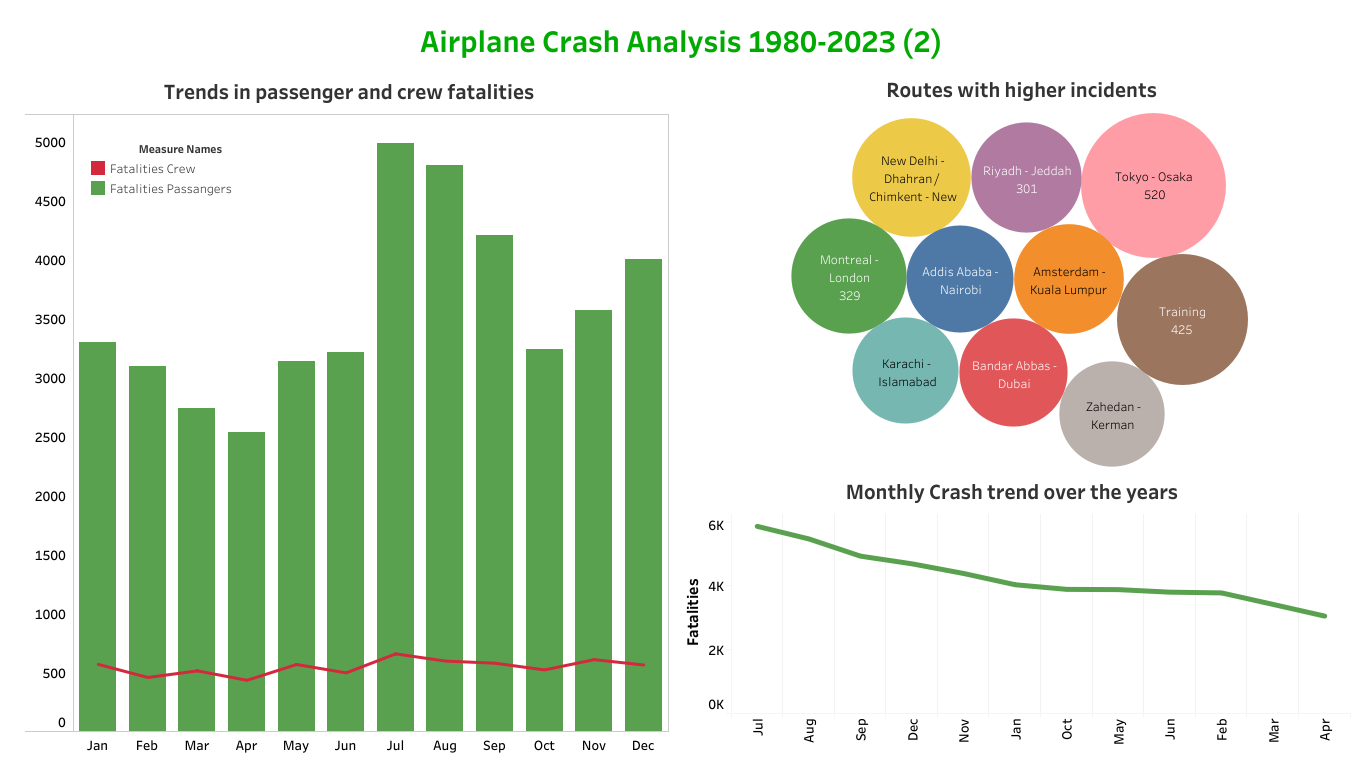 Airplane Crash Analysis 1980-2023 (2)
Trends in passenger and crew fatalities
5000
4500
4000
3500
3000
2500
2000
1500
1000
500
0
Measure Names
Fatalities Crew
Fatalities Passangers
Jan Feb Mar Apr May Jun Jul Aug Sep Oct Nov Dec
Routes with higher incidents
New Delhi -
Dhahran /
Chimkent - New
Riyadh - Jeddah
301
Tokyo - Osaka
520
Montreal -
London
329
Addis Ababa -
Nairobi
Amsterdam -
Kuala Lumpur
Training
425
Karachi -
Islamabad
Bandar Abbas -
Dubai
Zahedan -
Kerman
Monthly Crash trend over the years
Fatalities
6K
4K
2K
0K
Jul Aug Sep Dec Nov Jan Oct May Jun Feb Mar Apr